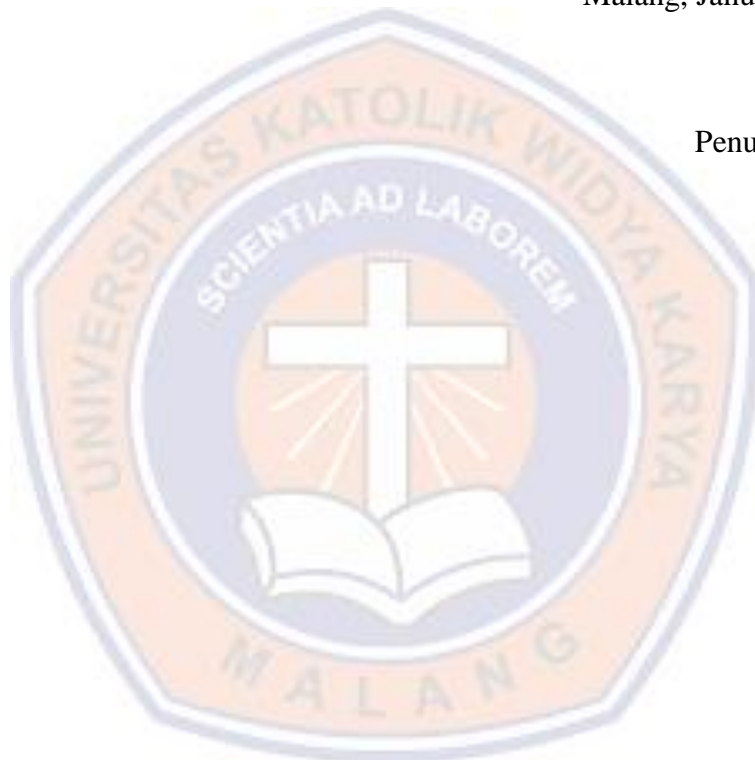 Malang, Janu
Penu
UNIVERSITAS KATOLIK WIDYA KARYA
SCIENTIA AD LABOREM
MALANG